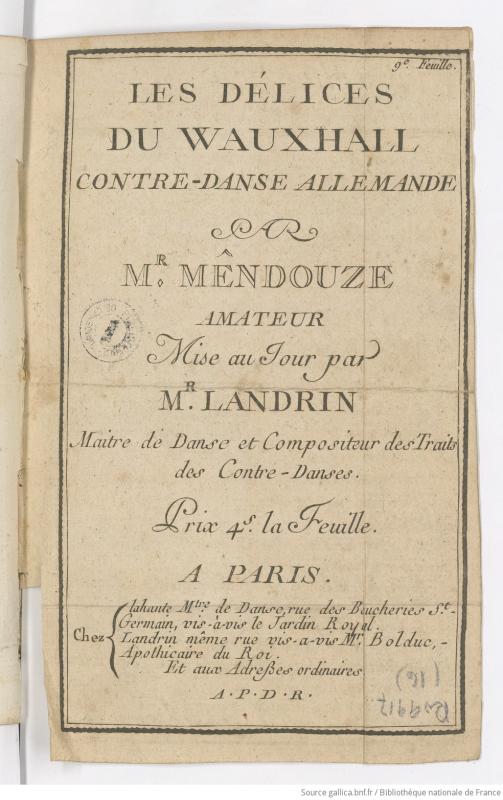 9e. Feuille.
LES DÉLICES
DU WAUXHALL
CONTRE-DANSE ALLEMANDE
PAR
MR. MÊNDOUZE
AMATEUR
Mise au Jour par
MR. LANDRIN
Maitre de Danse et Compositeur des Traits
des Contre-Danses.
Prix 4s. la Feuille.
A PARIS.
Chez
lahante Mtre de Danse, rue des Boucheries St.-
Germain, vis-à-vis le Jardin Royal.
Landrin même rue vis-a-vis Mr. Bolduc,-
Apothicaire du Roi.
Et aux Adreßes ordinaires
A.P.D.R.
(16)
Source gallica.bnf.fr / Bibliothèque nationale de France